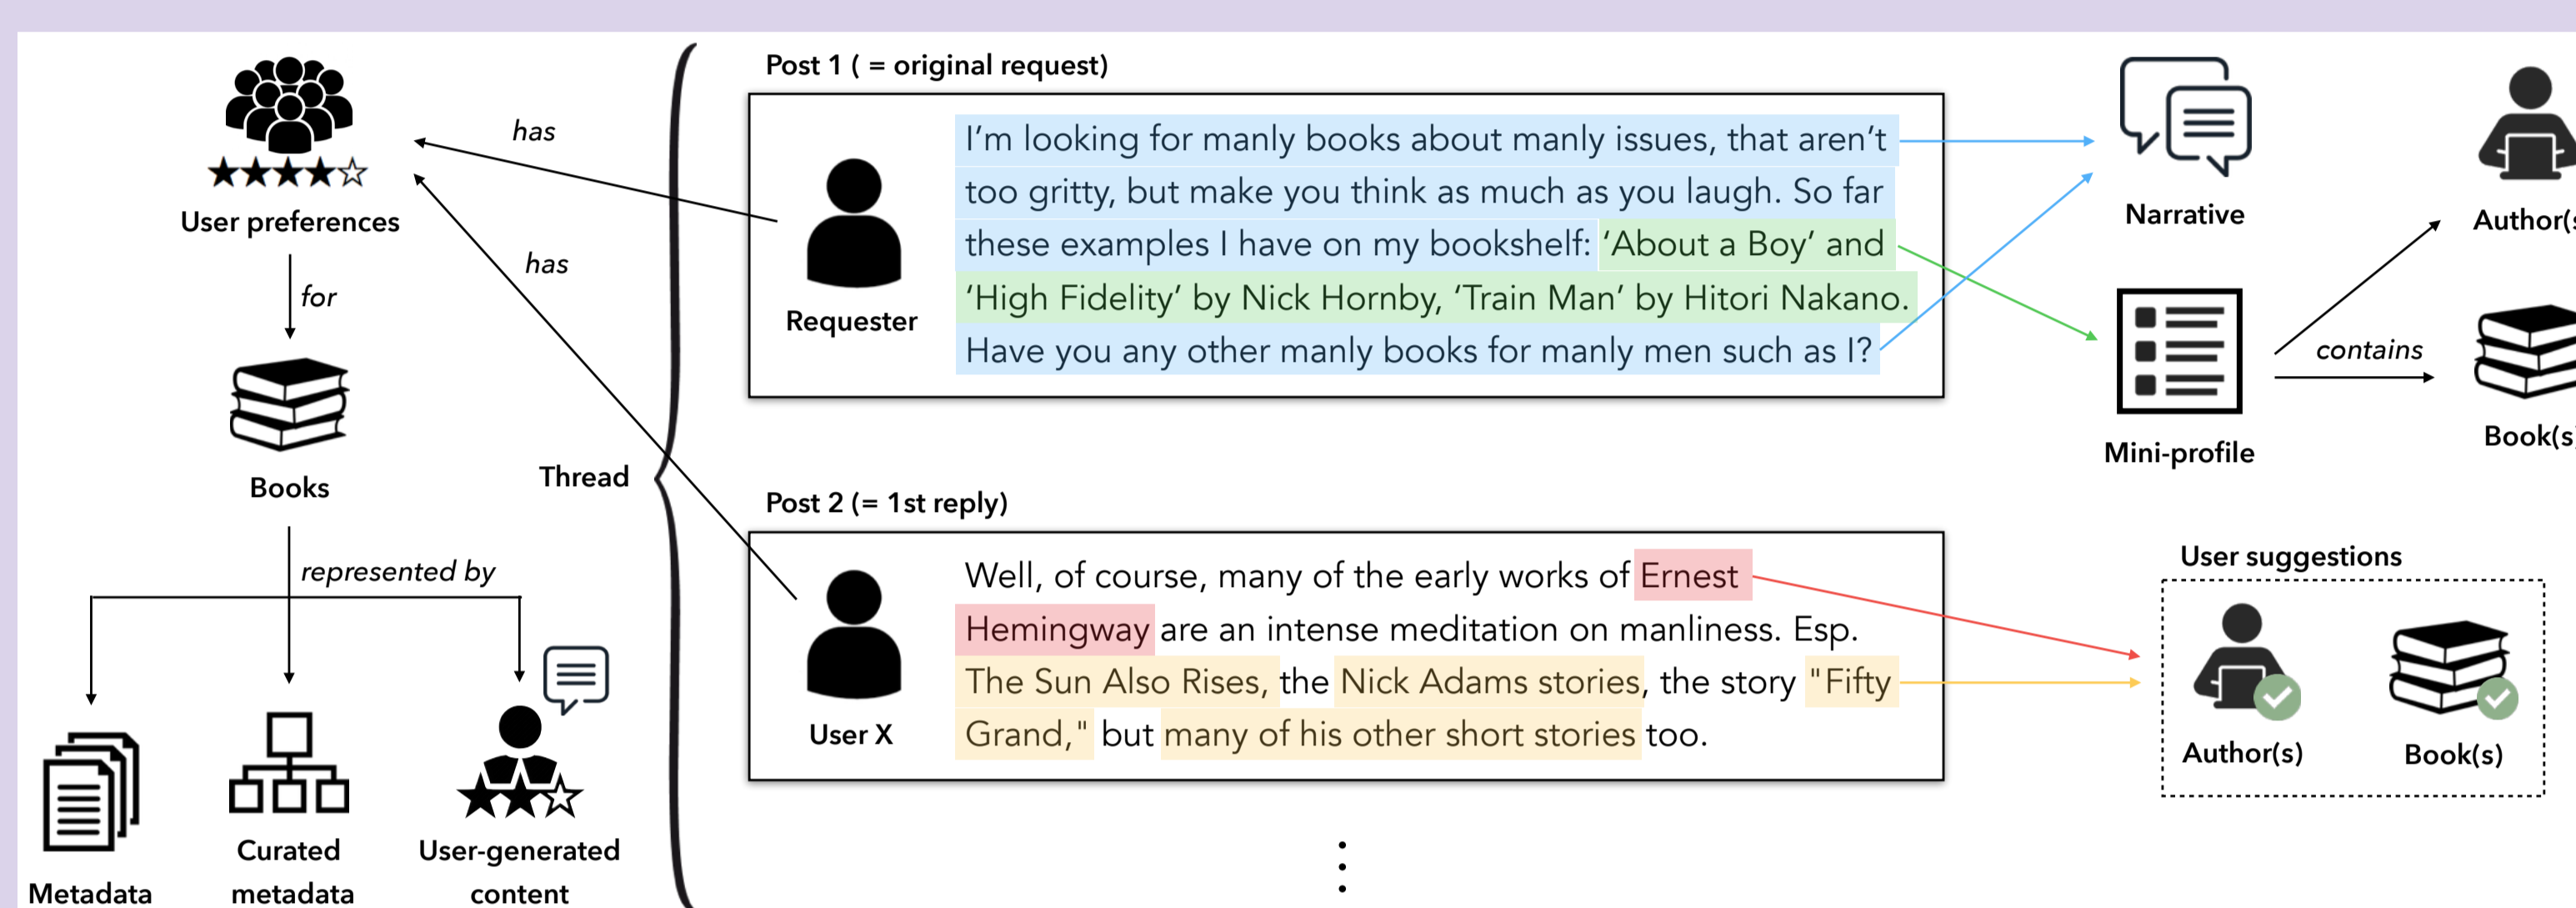 has
User preferences
has
for
Books
represented by
Metadata
Curated
metadata
User-generated
content
Thread
Post 1 ( = original request)
Requester
I’m looking for manly books about manly issues, that aren’t
too gritty, but make you think as much as you laugh. So far
these examples I have on my bookshelf: ‘About a Boy’ and
‘High Fidelity’ by Nick Hornby, ‘Train Man’ by Hitori Nakano.
Have you any other manly books for manly men such as I?
Narrative
Mini-profile
contains
Author(s
Book(s
Post 2 (= 1st reply)
User X
Well, of course, many of the early works of Ernest
Hemingway are an intense meditation on manliness. Esp.
The Sun Also Rises, the Nick Adams stories, the story "Fifty
Grand," but many of his other short stories too.
User suggestions
Author(s)
Book(s)